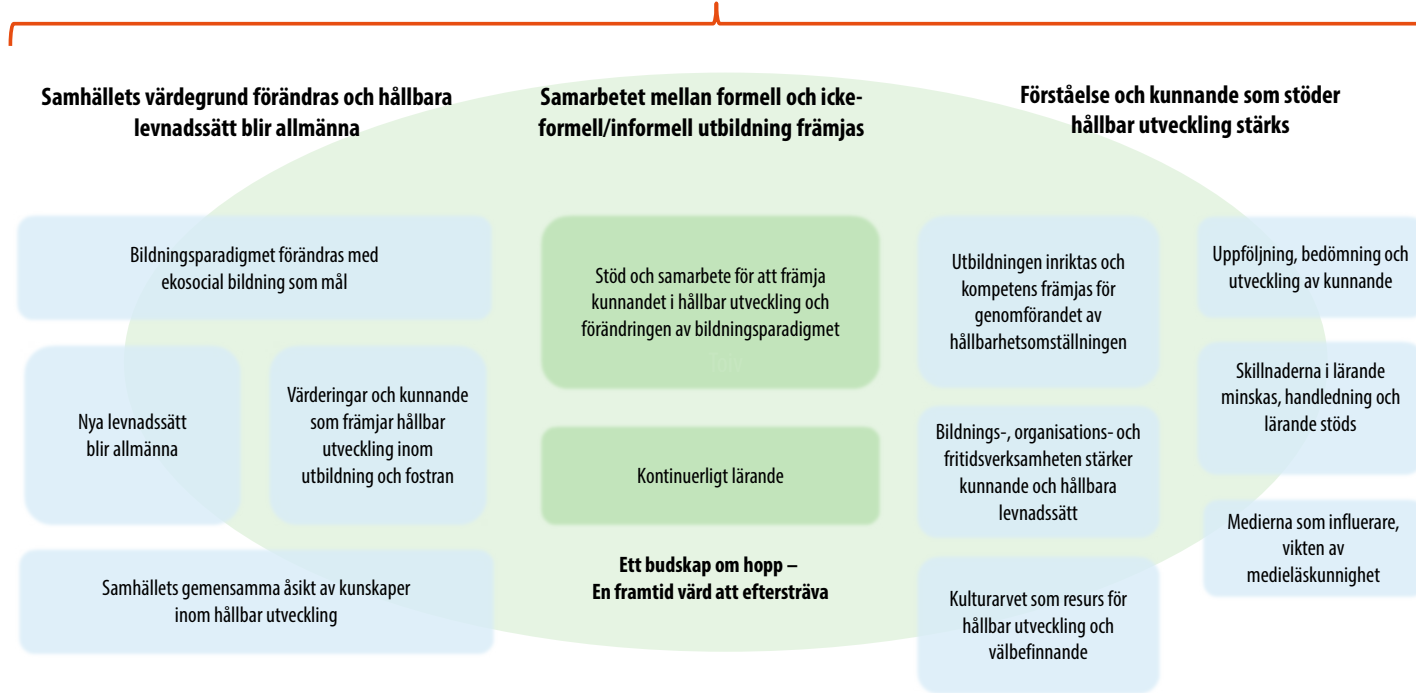 Samhällets värdegrund förändras och hållbara
levnadssätt blir allmänna
Samarbetet mellan formell och icke-
formell/informell utbildning främjas
Förståelse och kunnande som stöder
hållbar utveckling stärks
Bildningsparadigmet förändras med
ekosocial bildning som mål
Nya levnadssätt
blir allmänna
Värderingar och kunnande
som främjar hållbar
utveckling inom
utbildning och fostran
Samhällets gemensamma åsikt av kunskaper
inom hållbar utveckling
Stöd och samarbete för att främja
kunnandet i hållbar utveckling och
förändringen av bildningsparadigmet
Kontinuerligt lärande
Ett budskap om hopp –
En framtid värd att eftersträva
Utbildningen inriktas och
kompetens främjas för
genomförandet av
hållbarhetsomställningen
Bildnings-, organisations- och
fritidsverksamheten stärker
kunnande och hållbara
levnadssätt
Kulturarvet som resurs för
hållbar utveckling och
välbefinnande
Uppföljning, bedömning och
utveckling av kunnande
Skillnaderna i lärande
minskas, handledning och
lärande stöds
Medierna som influerare,
vikten av
medieläskunnighet